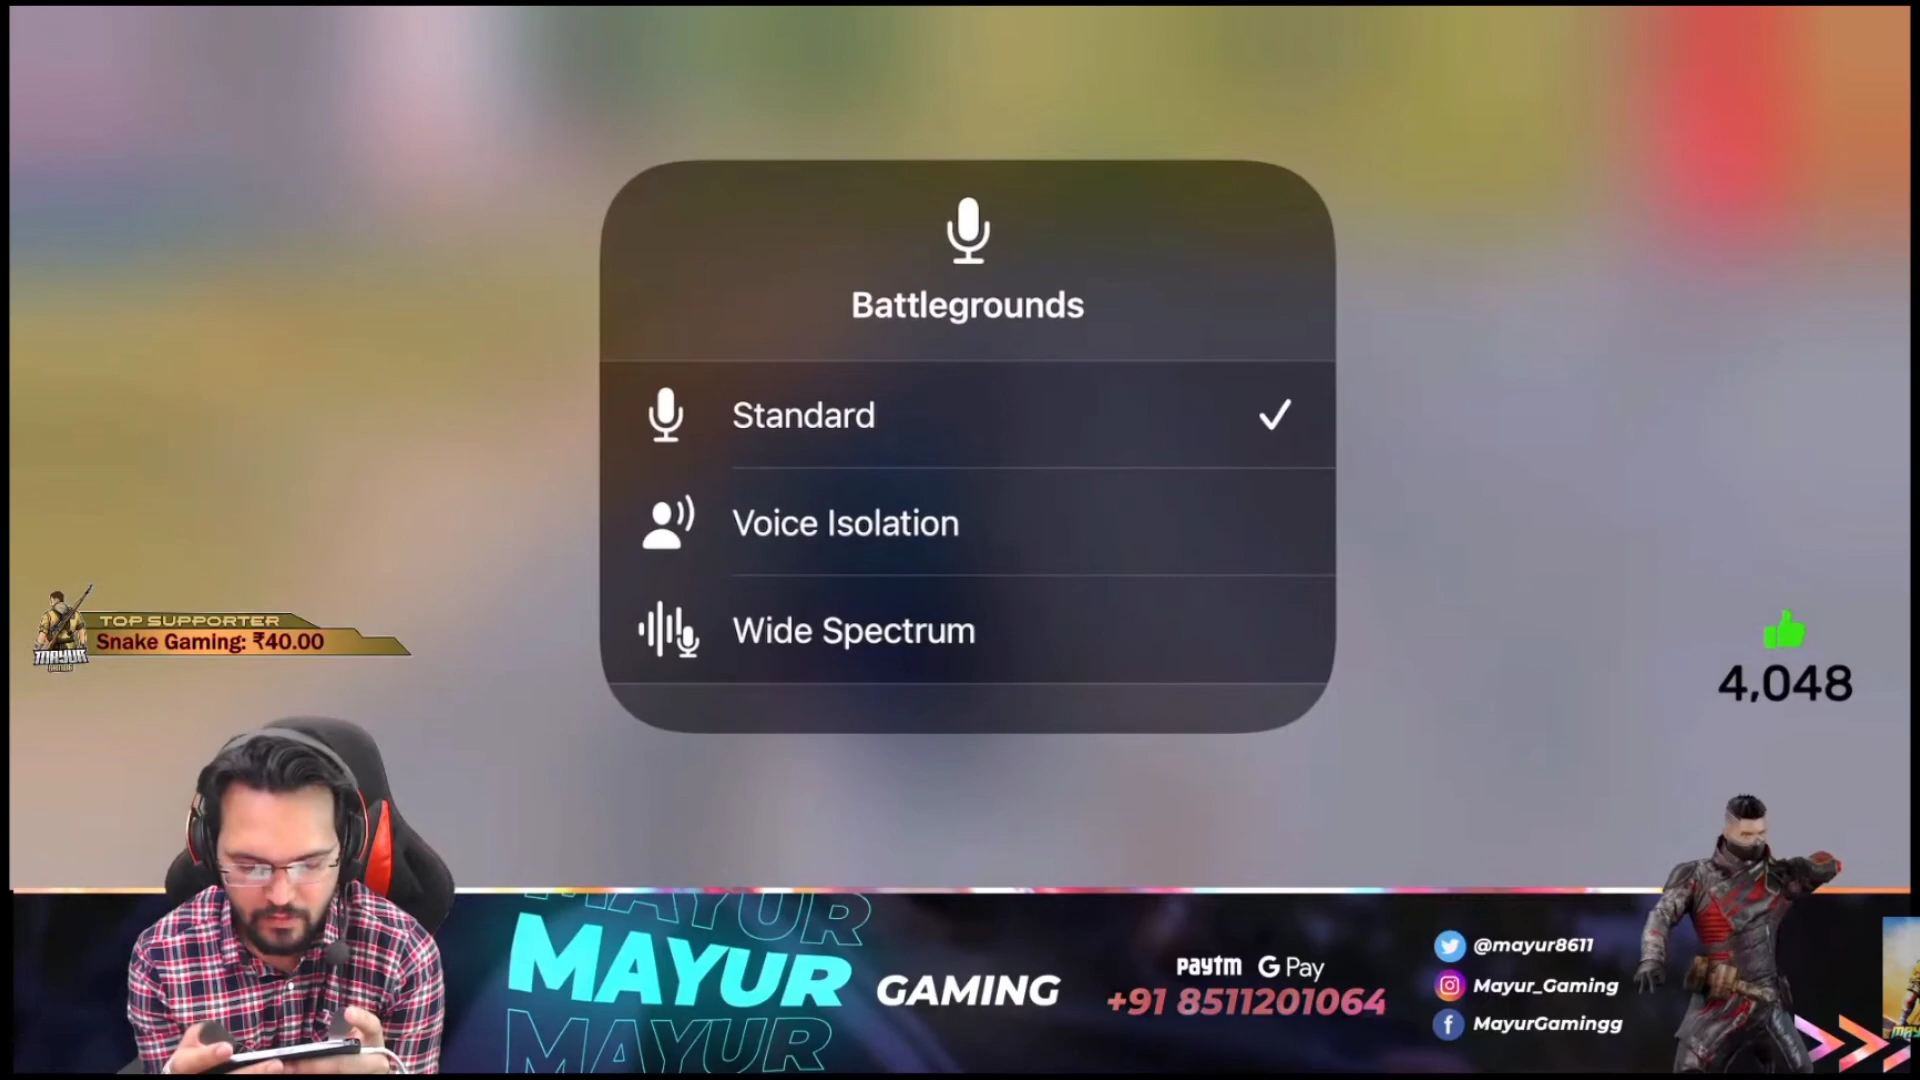 Battlegrounds
Standard
Voice Isolation
Wide Spectrum
TOP SUPPORTER
Snake Gaming: ₹40.00
MAYUR
4,048
MAYUR
MAYUR
MAYUR
GAMING
paytm G Pay
+91 8511201064
@mayur8611
Mayur_Gaming
MayurGamingg